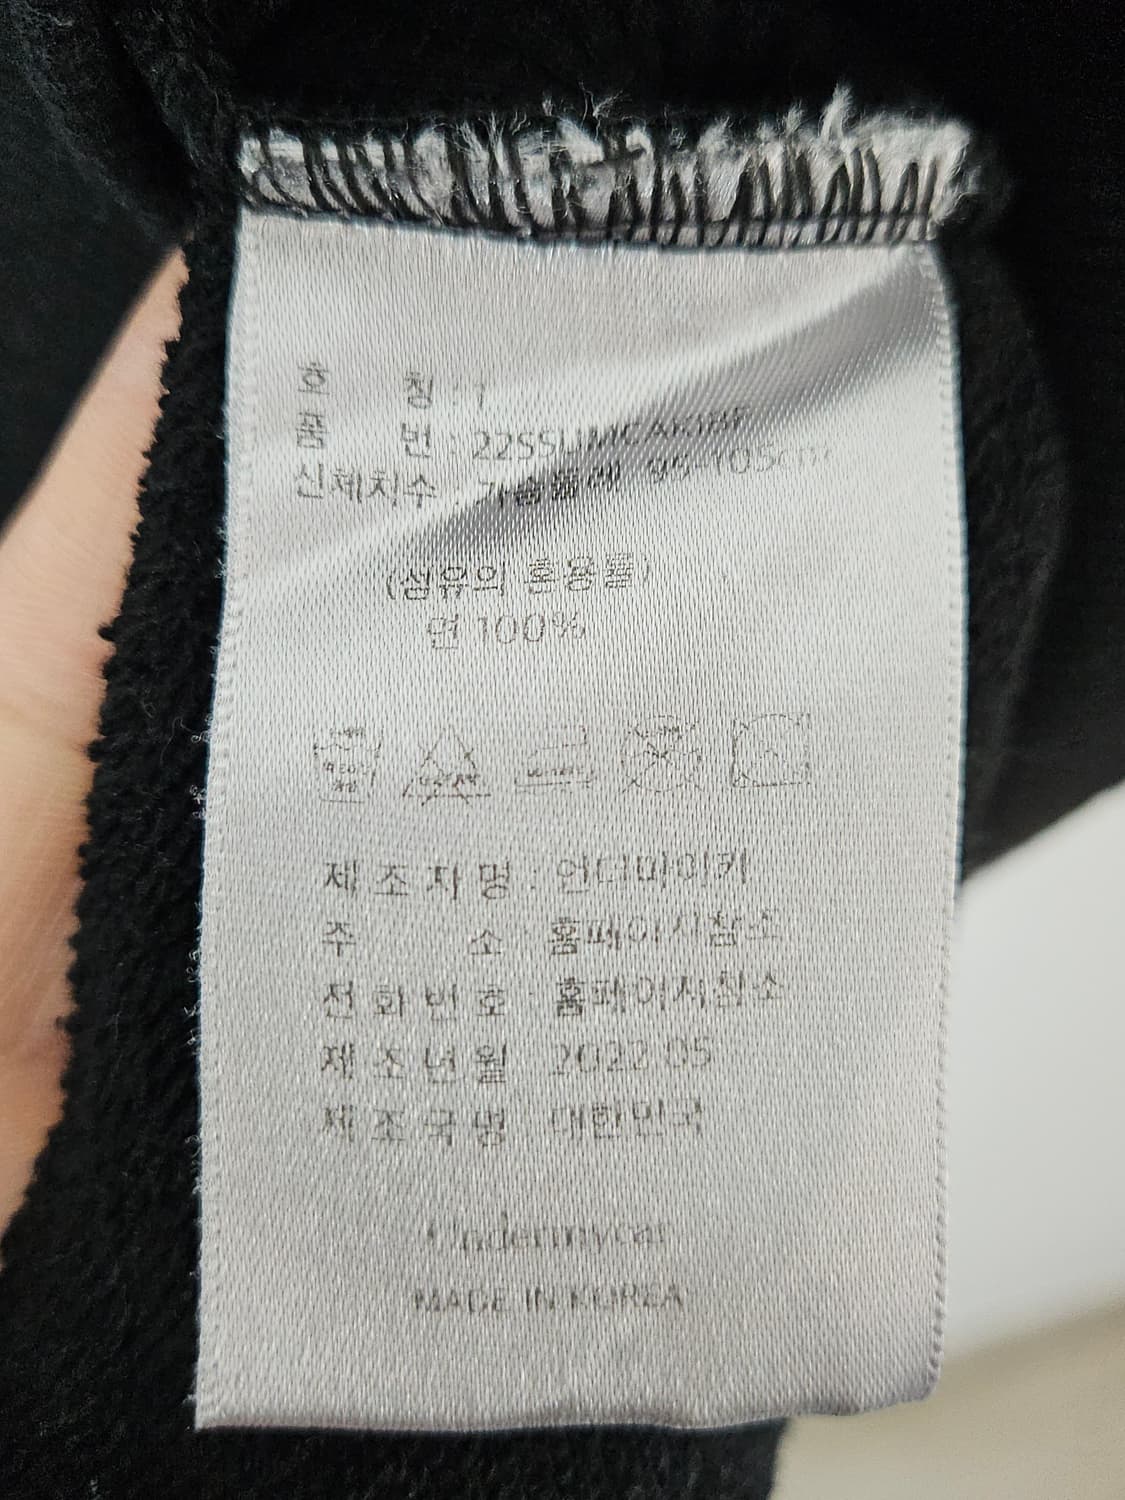 호 칭 : 1
품 번 :
신체치수 가슴둘레 95-105cm
(섬유의 혼용률)
면 100%
제 조 자 명 : 언더마이카
주 소 : 홈페이지참조
전 화 번 호 : 홈페이지참조
제 조 년 월 : 2022.05
제 조 국 명 : 대한민국
Undermycar
MADE IN KOREA